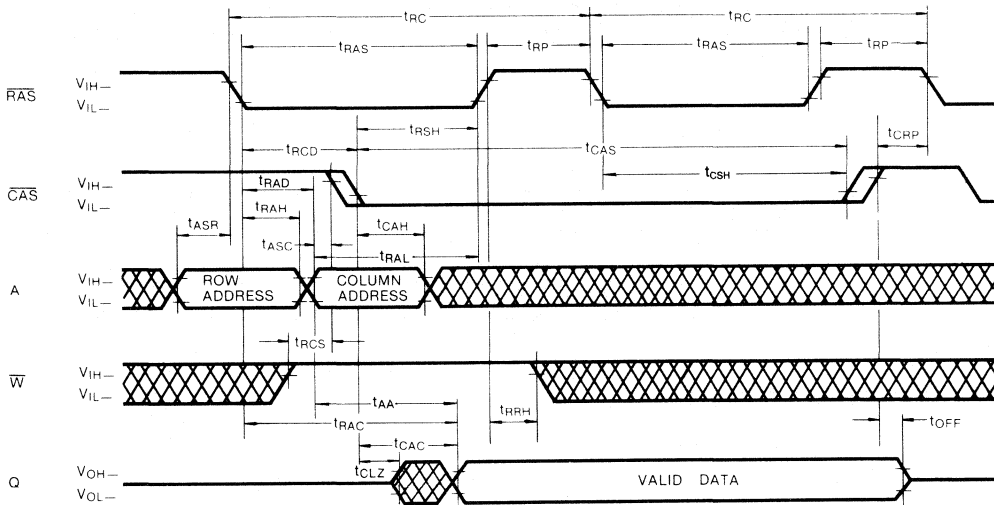 tRC tRC
tRAS tRP tRAS tRP
RAS VIH VIL
tRSH
tRCD tCAS tCRP
CAS VIH VIL
tRAD tCSH
tRAH
tASR tASC tCAH
tRAL
A VIH VIL
ROW ADDRESS
COLUMN ADDRESS
tRCS
W VIH VIL
tAA
tRAC tRRH tOFF
tCAC
tCLZ
Q VOH VOL
VALID DATA